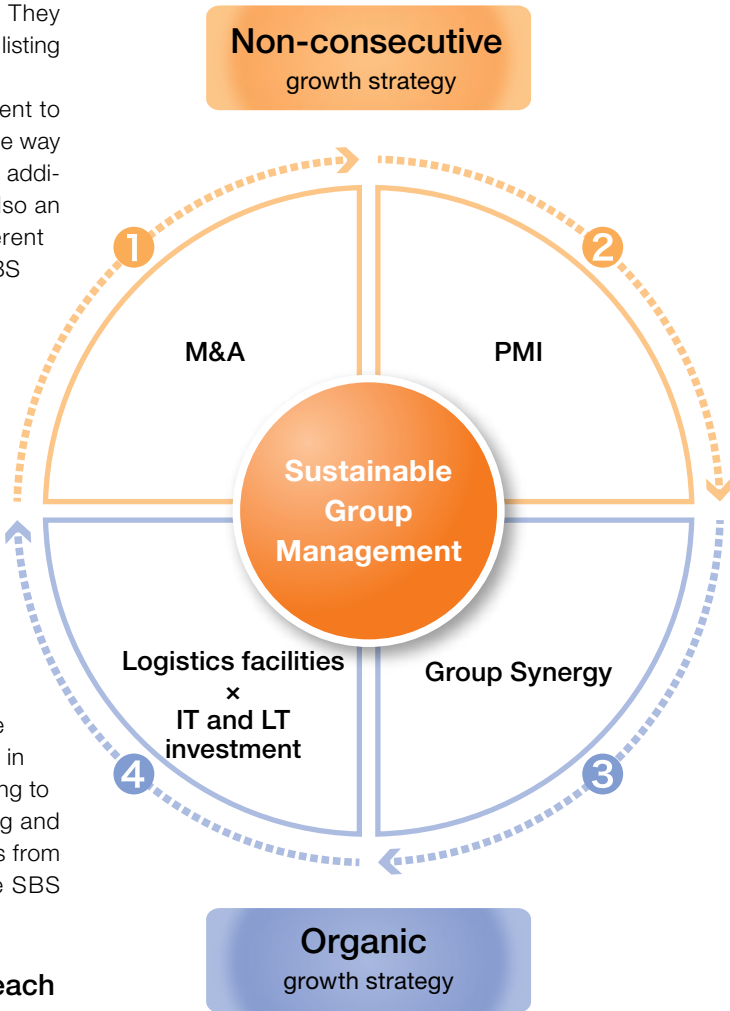 They
listing
ent to
e way
addi-
lso an
erent
BS
e
in
ng to
g and
s from
e SBS
each
Non-consecutive
growth strategy
1
2
M&A
PMI
Sustainable
Group
Management
Logistics facilities
×
IT and LT
investment
Group Synergy
4
3
Organic
growth strategy